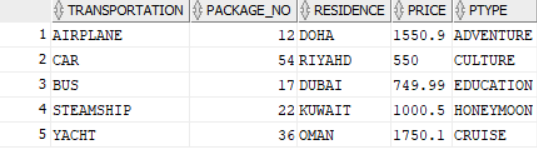 TRANSPORTATION PACKAGE_NO RESIDENCE PRICE PTYPE
1 AIRPLANE 12 DOHA 1550.9 ADVENTURE
2 CAR 54 RIYAHD 550 CULTURE
3 BUS 17 DUBAI 749.99 EDUCATION
4 STEAMSHIP 22 KUWAIT 1000.5 HONEYMOON
5 YACHT 36 OMAN 1750.1 CRUISE